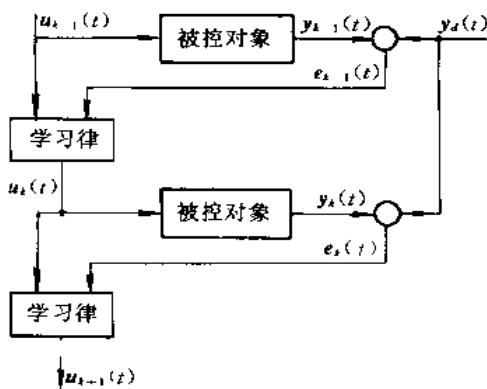 u_{k-1}(t)
被控对象
y_{k-1}(t)
y_d(t)
e_{k-1}(t)
学习律
u_k(t)
被控对象
y_k(t)
e_k(t)
学习律
u_{k+1}(t)